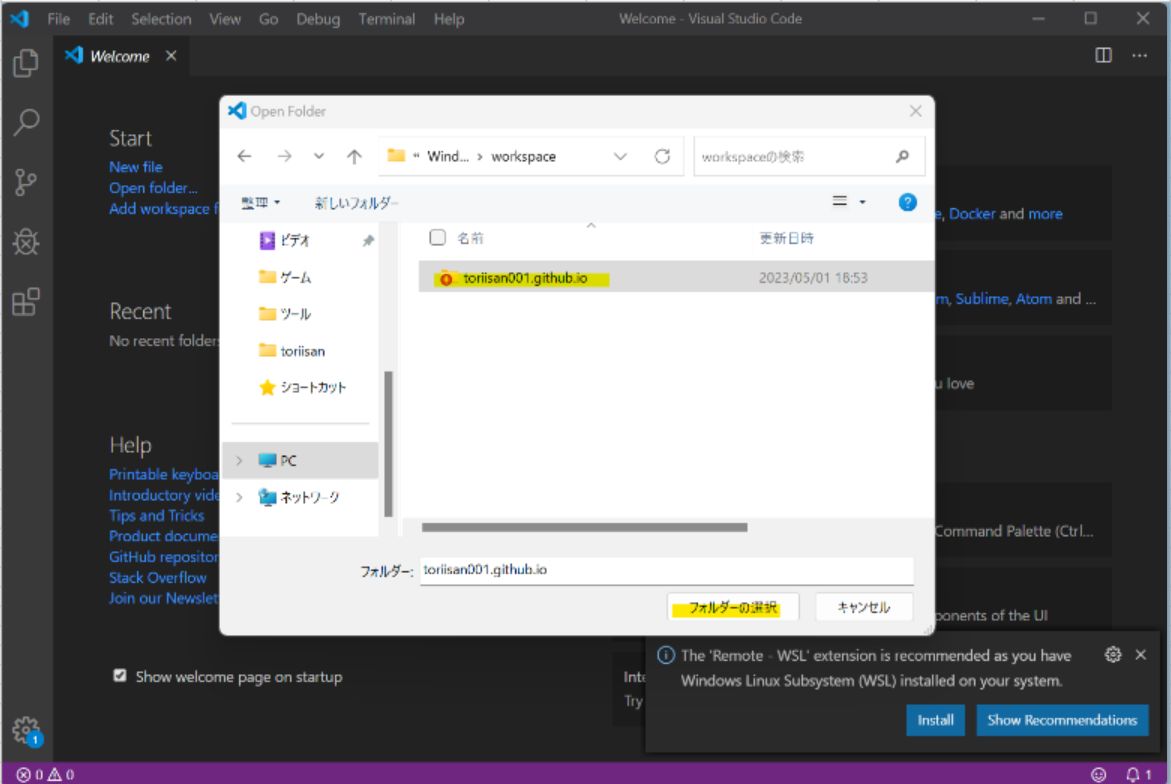 File Edit Selection View Go Debug Terminal Help Welcome - Visual Studio Code
Welcome
Start
New file
Open folder...
Add workspace f
Recent
No recent folders
Help
Printable keyboa
Introductory vide
Tips and Tricks
Product docume
GitHub repositor
Stack Overflow
Join our Newslet
Show welcome page on startup
Open Folder
« Wind... › workspace
workspaceの検索
整理
新しいフォルダー
ビデオ
ゲーム
ツール
toriisan
ショートカット
PC
ネットワーク
名前 更新日時
toriisan001.github.io 2023/05/01 16:53
フォルダー: toriisan001.github.io
フォルダーの選択 キャンセル
e, Docker and more
m, Sublime, Atom and ...
u love
Command Palette (Ctrl...
ponents of the UI
Inte
Try
The 'Remote - WSL' extension is recommended as you have
Windows Linux Subsystem (WSL) installed on your system.
Install Show Recommendations
1
0 0 1